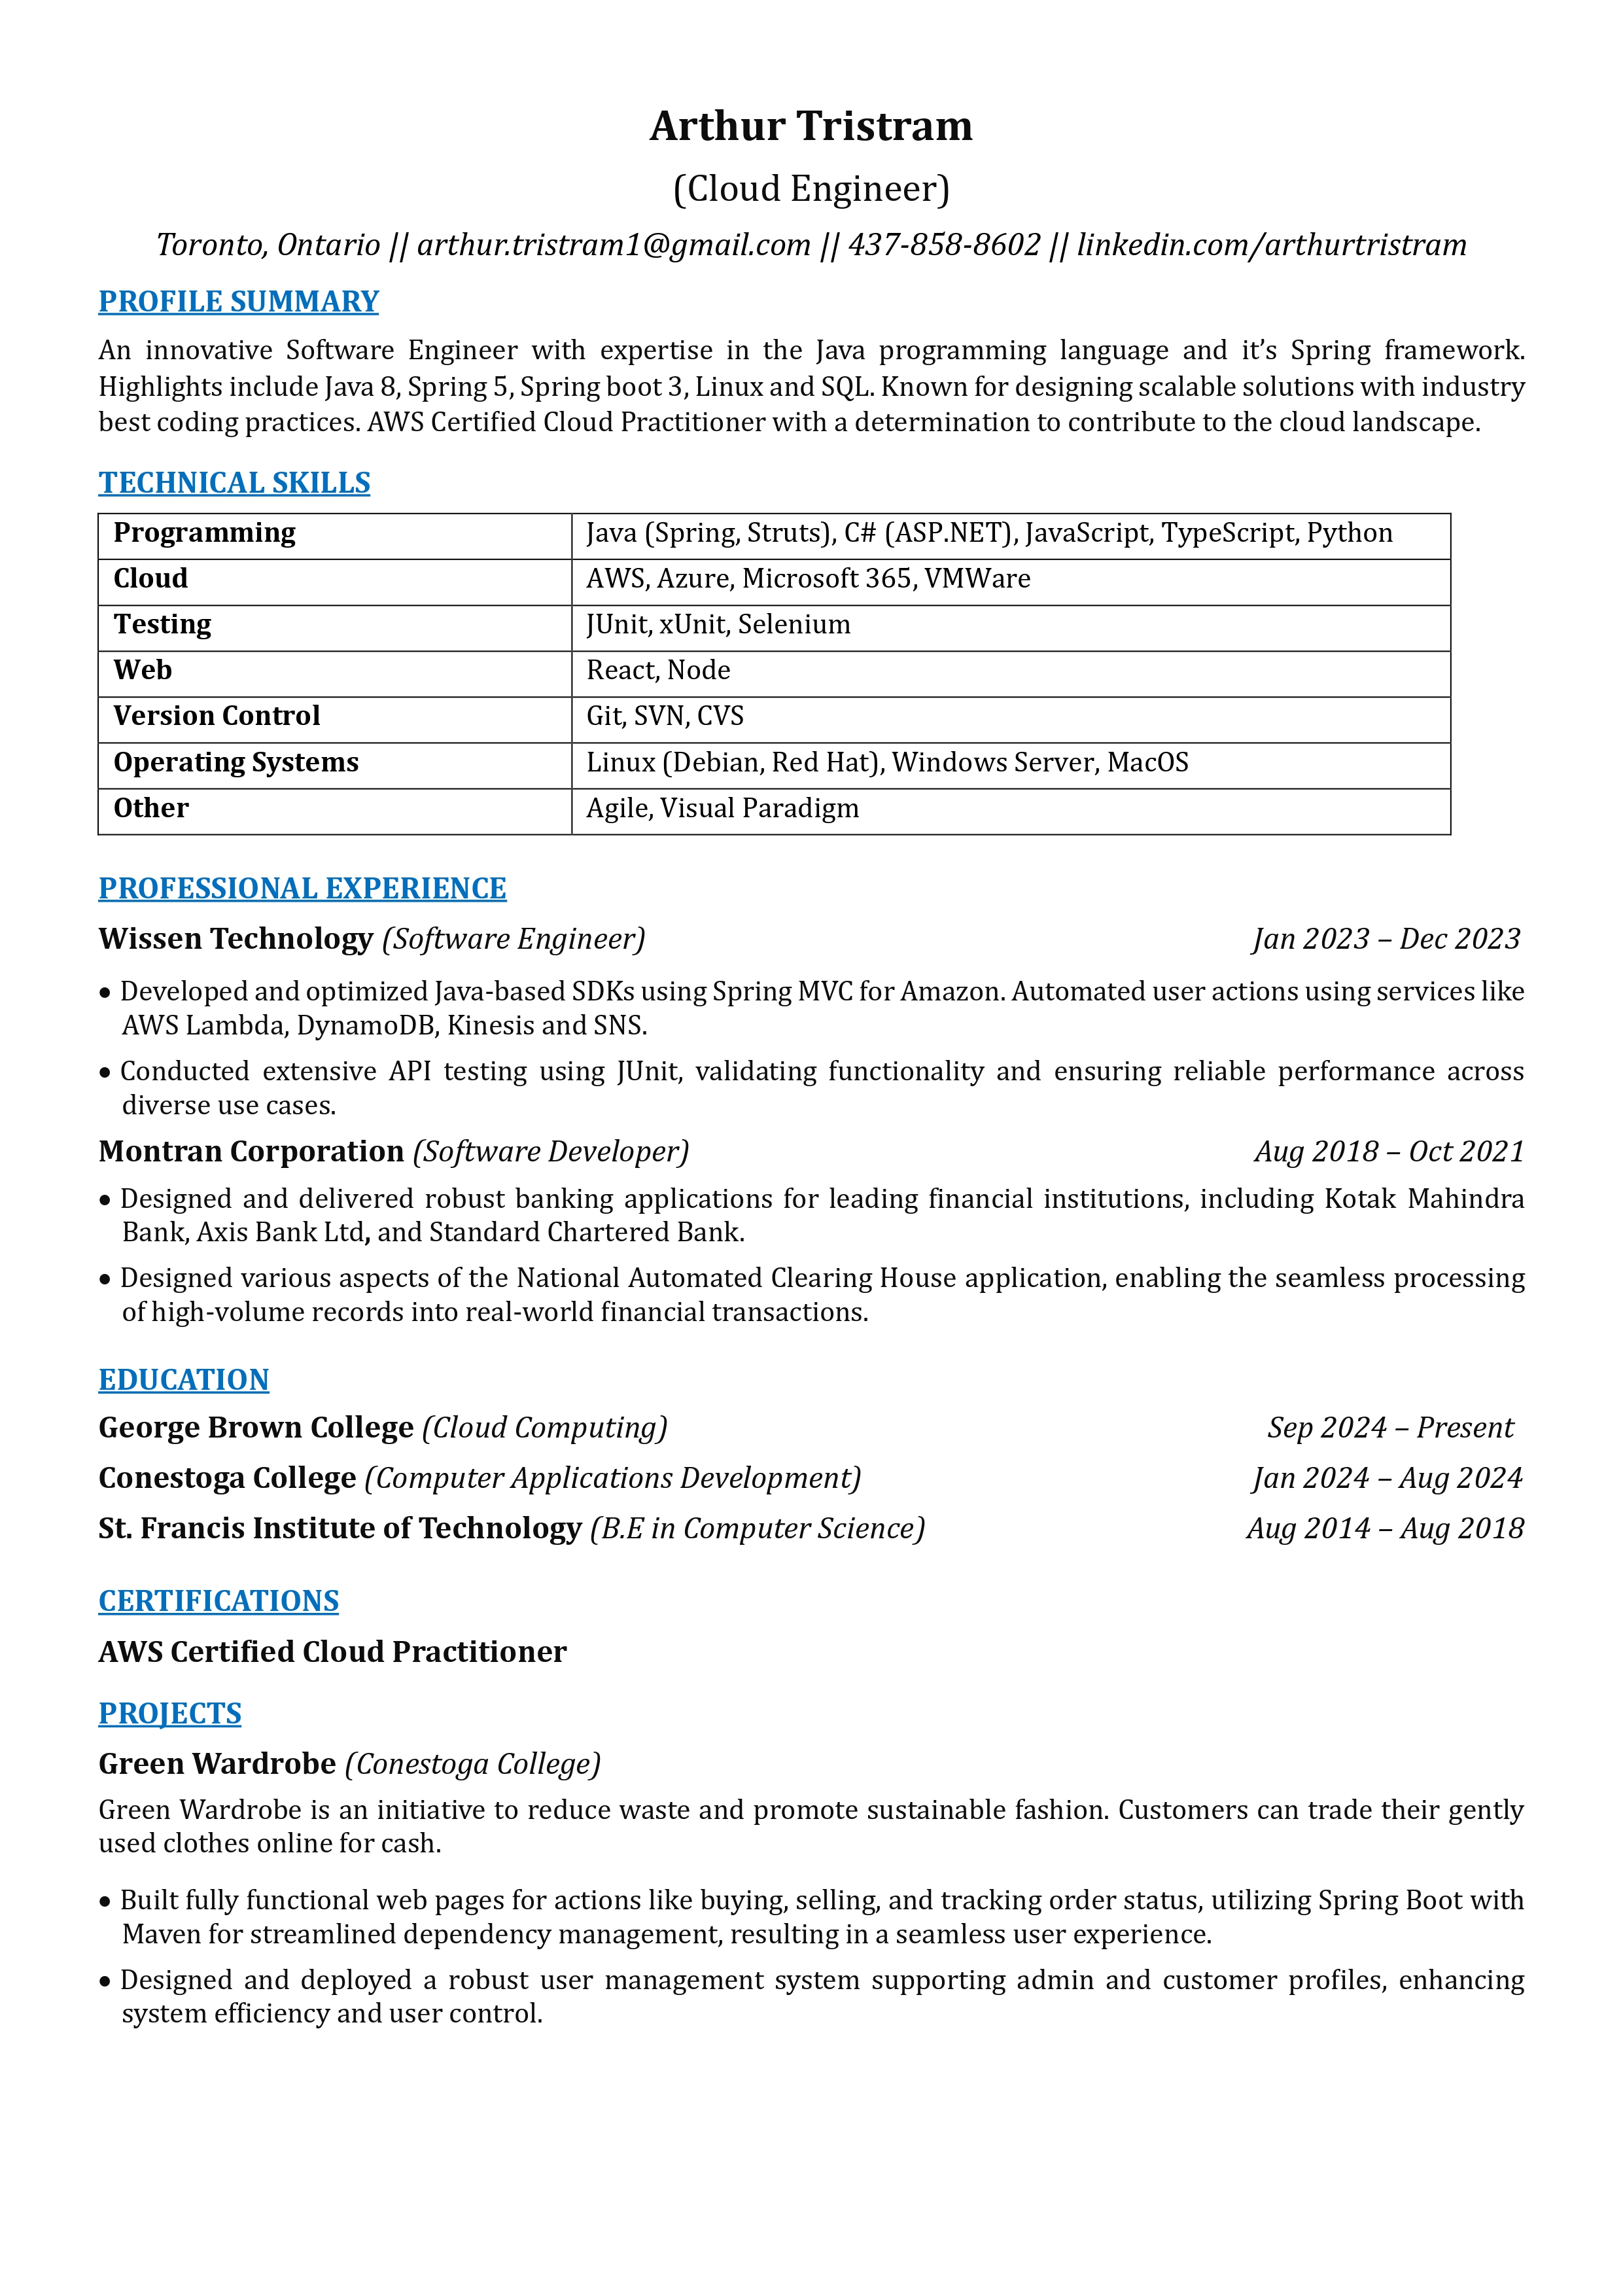 Arthur Tristram
(Cloud Engineer)
Toronto, Ontario || arthur.tristram1@gmail.com || 437-858-8602 || linkedin.com/arthurtristram
PROFILE SUMMARY
An innovative Software Engineer with expertise in the Java programming language and it’s Spring framework.
Highlights include Java 8, Spring 5, Spring boot 3, Linux and SQL. Known for designing scalable solutions with industry
best coding practices. AWS Certified Cloud Practitioner with a determination to contribute to the cloud landscape.
TECHNICAL SKILLS
Programming Java (Spring, Struts), C# (ASP.NET), JavaScript, TypeScript, Python
Cloud AWS, Azure, Microsoft 365, VMWare
Testing JUnit, xUnit, Selenium
Web React, Node
Version Control Git, SVN, CVS
Operating Systems Linux (Debian, Red Hat), Windows Server, MacOS
Other Agile, Visual Paradigm
PROFESSIONAL EXPERIENCE
Wissen Technology (Software Engineer) Jan 2023 – Dec 2023
• Developed and optimized Java-based SDKs using Spring MVC for Amazon. Automated user actions using services like
AWS Lambda, DynamoDB, Kinesis and SNS.
• Conducted extensive API testing using JUnit, validating functionality and ensuring reliable performance across
diverse use cases.
Montran Corporation (Software Developer) Aug 2018 – Oct 2021
• Designed and delivered robust banking applications for leading financial institutions, including Kotak Mahindra
Bank, Axis Bank Ltd, and Standard Chartered Bank.
• Designed various aspects of the National Automated Clearing House application, enabling the seamless processing
of high-volume records into real-world financial transactions.
EDUCATION
George Brown College (Cloud Computing) Sep 2024 – Present
Conestoga College (Computer Applications Development) Jan 2024 – Aug 2024
St. Francis Institute of Technology (B.E in Computer Science) Aug 2014 – Aug 2018
CERTIFICATIONS
AWS Certified Cloud Practitioner
PROJECTS
Green Wardrobe (Conestoga College)
Green Wardrobe is an initiative to reduce waste and promote sustainable fashion. Customers can trade their gently
used clothes online for cash.
• Built fully functional web pages for actions like buying, selling, and tracking order status, utilizing Spring Boot with
Maven for streamlined dependency management, resulting in a seamless user experience.
• Designed and deployed a robust user management system supporting admin and customer profiles, enhancing
system efficiency and user control.